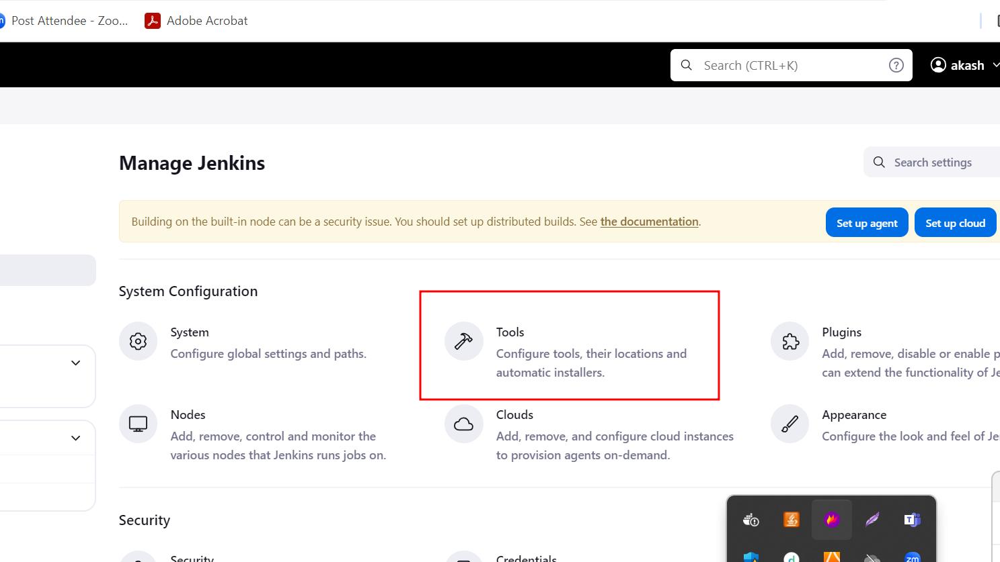 Post Attendee - Zoo...
Adobe Acrobat
Search (CTRL+K)
akash
Manage Jenkins
Search settings
Building on the built-in node can be a security issue. You should set up distributed builds. See the documentation.
Set up agent
Set up cloud
System Configuration
System
Configure global settings and paths.
Tools
Configure tools, their locations and
automatic installers.
Plugins
Add, remove, disable or enable
can extend the functionality of
Nodes
Add, remove, control and monitor the
various nodes that Jenkins runs jobs on.
Clouds
Add, remove, and configure cloud instances
to provision agents on-demand.
Appearance
Configure the look and feel of
Security
Security
Credentials
zm